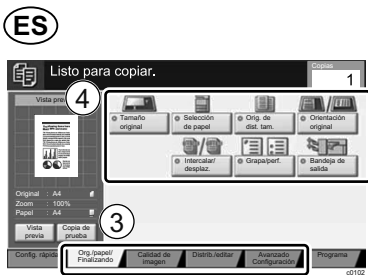 ES
Listo para copiar.
Copias
1
Vista previa
4
Tamaño
original
Selección
de papel
Orig. de
dist. tam.
Orientación
original
Intercalar/
desplaz.
Grapa/perf.
Bandeja de
salida
Original : A4
Zoom : 100%
Papel : A4
Vista
previa
Copia de
prueba
3
Config. rápida
Org./papel/
Finalizando
Calidad de
imagen
Distrib./editar
Avanzado
Configuración
Programa
c0102